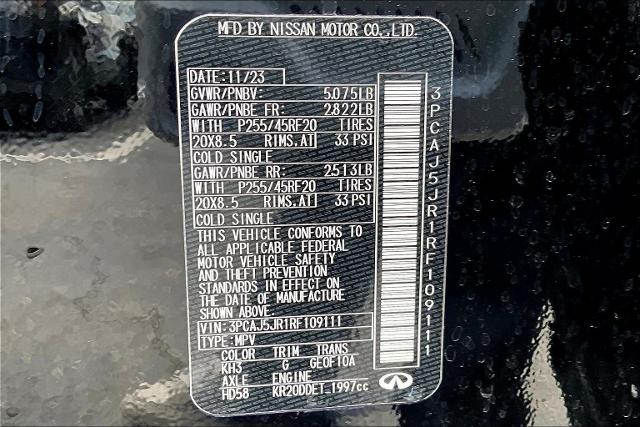 MFD BY NISSAN MOTOR CO.,LTD.
DATE: 11/23
GVWR/PNBV: 5075LB
GAWR/PNBE FR: 2822LB
WITH P255/45RF20 TIRES
20X8.5 RIMS.AT 33 PSI
COLD SINGLE
GAWR/PNBE RR: 2513LB
WITH P255/45RF20 TIRES
20X8.5 RIMS.AT 33 PSI
COLD SINGLE
THIS VEHICLE CONFORMS TO
ALL APPLICABLE FEDERAL
MOTOR VEHICLE SAFETY
AND THEFT PREVENTION
STANDARDS IN EFFECT ON
THE DATE OF MANUFACTURE
SHOWN ABOVE.
VIN: 3PCAJ5JR1RF109111
TYPE: MPV
COLOR TRIM TRANS
KH3 G GE0F10A
AXLE ENGINE
HD58 KR20DDET 1997cc
3PCAJ5JR1RF109111